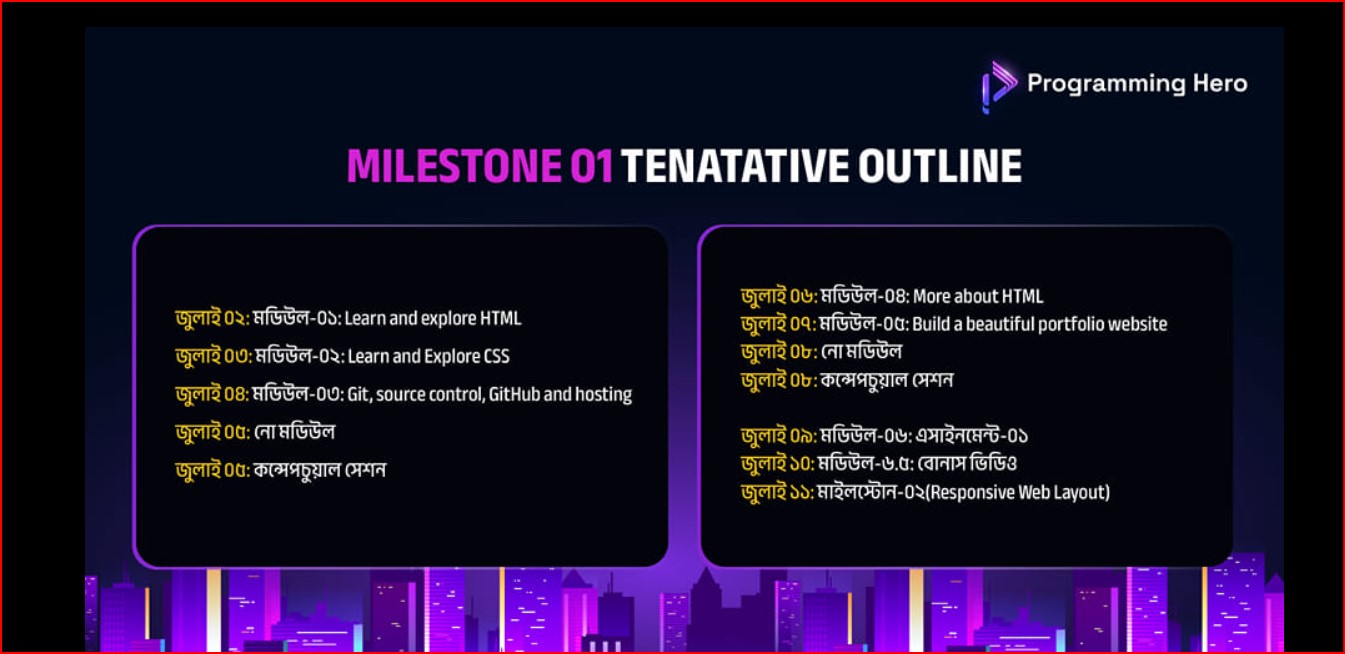 Programming Hero
MILESTONE 01 TENATATIVE OUTLINE
জুলাই ০২: মডিউল-০১: Learn and explore HTML
জুলাই ০৩: মডিউল-০২: Learn and Explore CSS
জুলাই ০৪: মডিউল-০৩: Git, source control, GitHub and hosting
জুলাই ০৫: নো মডিউল
জুলাই ০৫: কন্সেপচুয়াল সেশন
জুলাই ০৬: মডিউল-০৪: More about HTML
জুলাই ০৭: মডিউল-০৫: Build a beautiful portfolio website
জুলাই ০৮: নো মডিউল
জুলাই ০৮: কন্সেপচুয়াল সেশন
জুলাই ০৯: মডিউল-০৬: এসাইনমেন্ট-০১
জুলাই ১০: মডিউল-৬.৫: বোনাস ভিডিও
জুলাই ১১: মাইলস্টোন-০২(Responsive Web Layout)